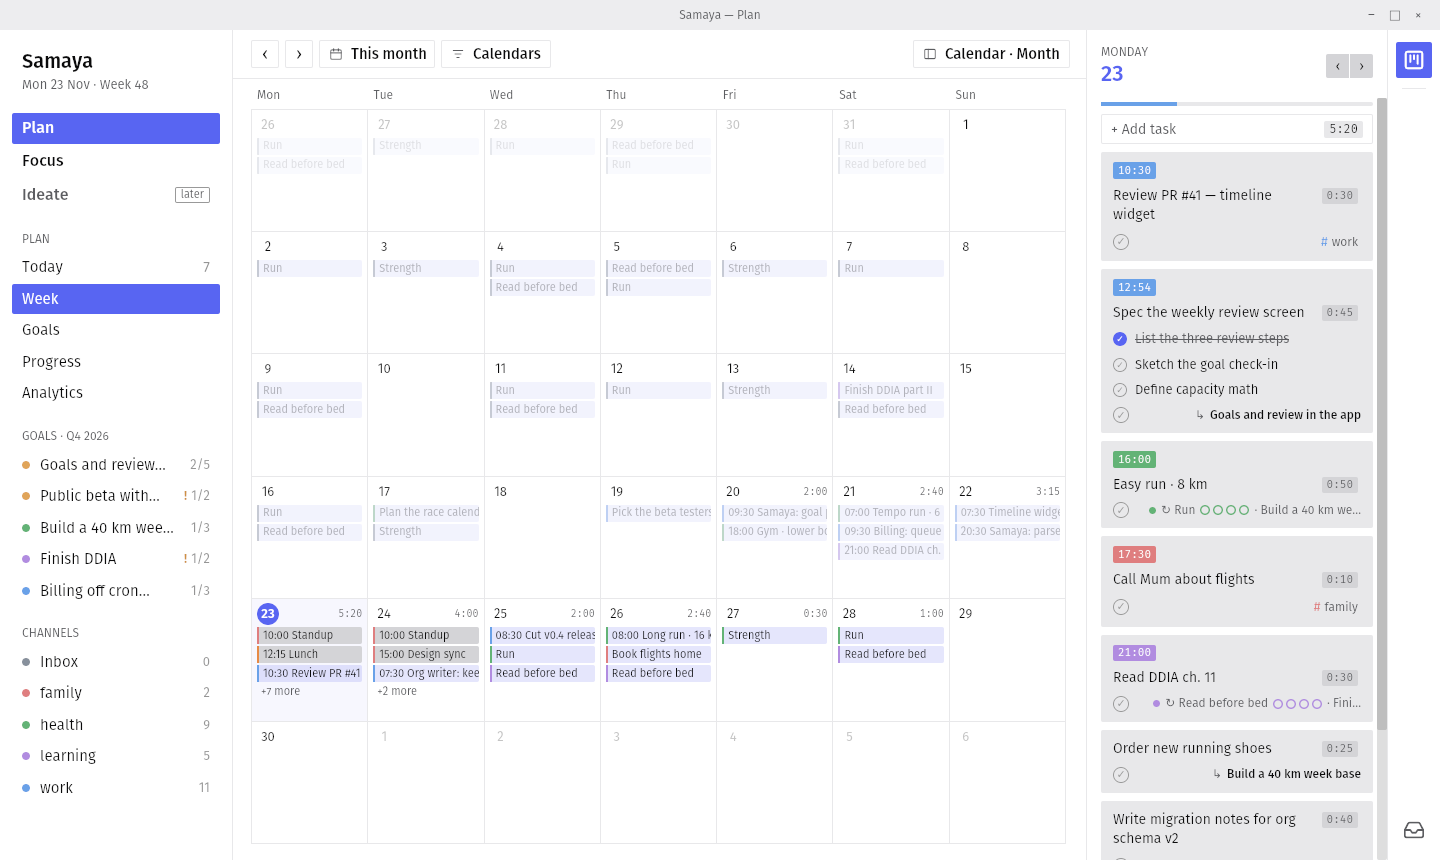 Samaya — Plan
Samaya
Mon 23 Nov · Week 48
Plan
Focus
Ideate later
PLAN
Today 7
Week
Goals
Progress
Analytics
GOALS · Q4 2026
Goals and review... 2/5
Public beta with... ! 1/2
Build a 40 km wee... 1/3
Finish DDIA ! 1/2
Billing off cron... 1/3
CHANNELS
Inbox 0
family 2
health 9
learning 5
work 11
‹ › This month Calendars Calendar · Month
Mon Tue Wed Thu Fri Sat Sun
26 27 28 29 30 31 1
Run Strength Run Read before bed Run
Read before bed Run Read before bed
2 3 4 5 6 7 8
Run Strength Run Read before bed Strength Run
Read before bed Run
9 10 11 12 13 14 15
Run Run Run Strength Finish DDIA part II
Read before bed Read before bed Read before bed
16 17 18 19 20 2:00 21 2:40 22 3:15
Run Plan the race calend Pick the beta testers 09:30 Samaya: goal 07:00 Tempo run · 6 07:30 Timeline widge
Read before bed Strength 18:00 Gym · lower bo 09:30 Billing: queue 20:30 Samaya: parse
21:00 Read DDIA ch.
23 5:20 24 4:00 25 2:00 26 2:40 27 0:30 28 1:00 29
10:00 Standup 10:00 Standup 08:30 Cut v0.4 releas 08:00 Long run · 16 k Strength Run
12:15 Lunch 15:00 Design sync Run Book flights home Read before bed
10:30 Review PR #41 07:30 Org writer: kee Read before bed Read before bed
+7 more +2 more
30 1 2 3 4 5 6
MONDAY
23
‹ ›
+ Add task 5:20
10:30
Review PR #41 — timeline 0:30
widget
# work
12:54
Spec the weekly review screen 0:45
List the three review steps
Sketch the goal check-in
Define capacity math
↳ Goals and review in the app
16:00
Easy run · 8 km 0:50
↻ Run · Build a 40 km we...
17:30
Call Mum about flights 0:10
# family
21:00
Read DDIA ch. 11 0:30
↻ Read before bed · Fini...
Order new running shoes 0:25
↳ Build a 40 km week base
Write migration notes for org 0:40
schema v2